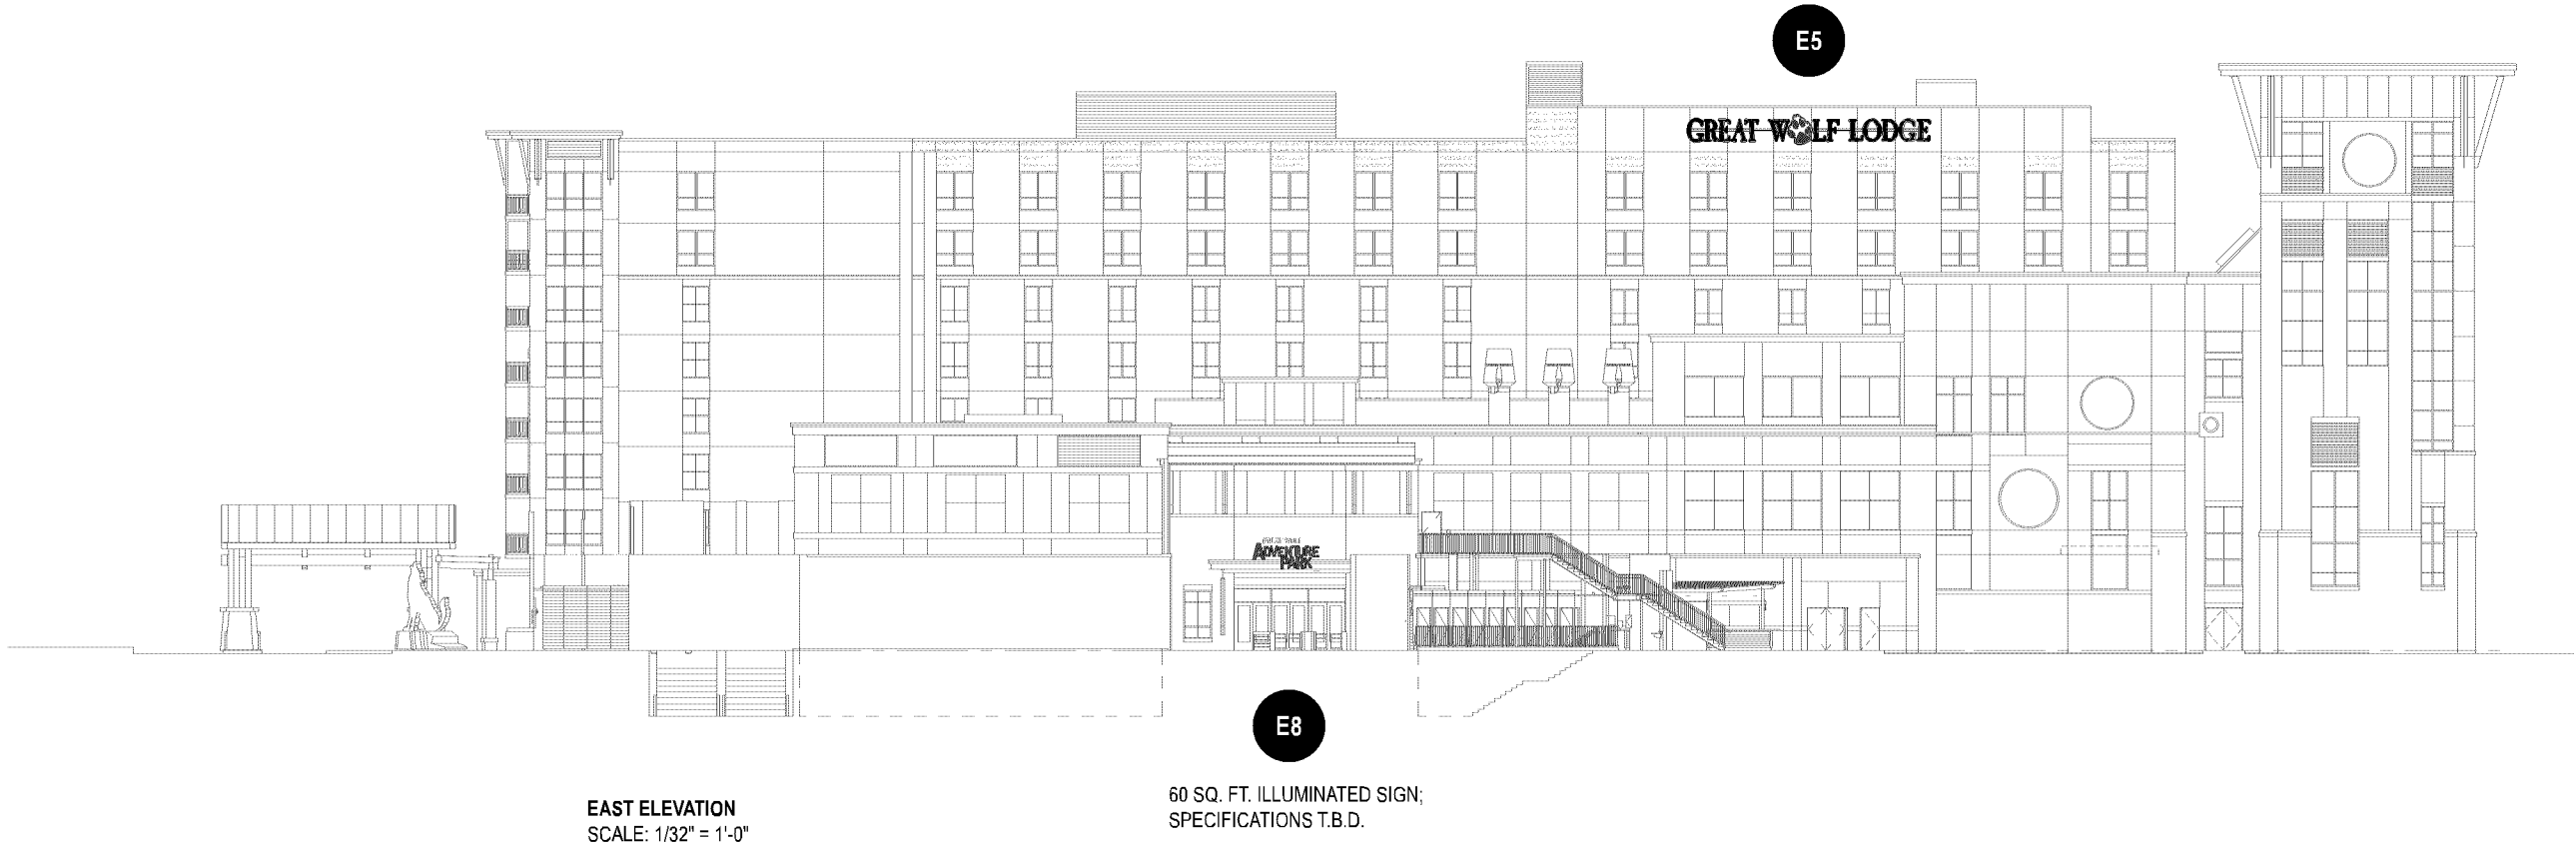 E5
GREAT WOLF LODGE
ADVENTURE
PARK
E8
60 SQ. FT. ILLUMINATED SIGN;
SPECIFICATIONS T.B.D.
EAST ELEVATION
SCALE: 1/32" = 1'-0"